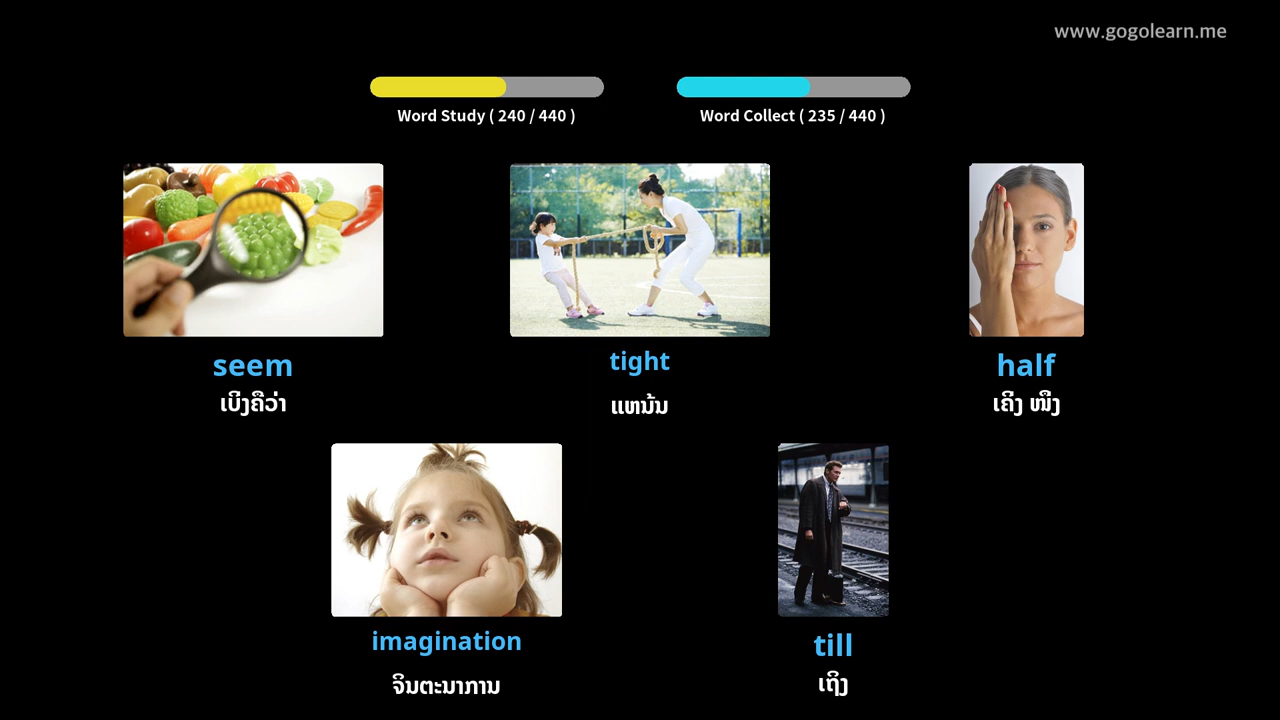 www.gogolearn.me
Word Study ( 240 / 440 )
Word Collect ( 235 / 440 )
seem
ເບິງຄືວ່າ
tight
ແຫນ້ນ
half
ເຄິງ ໜຶຶງ
imagination
ຈິນຕະນາການ
till
ເຖິງ